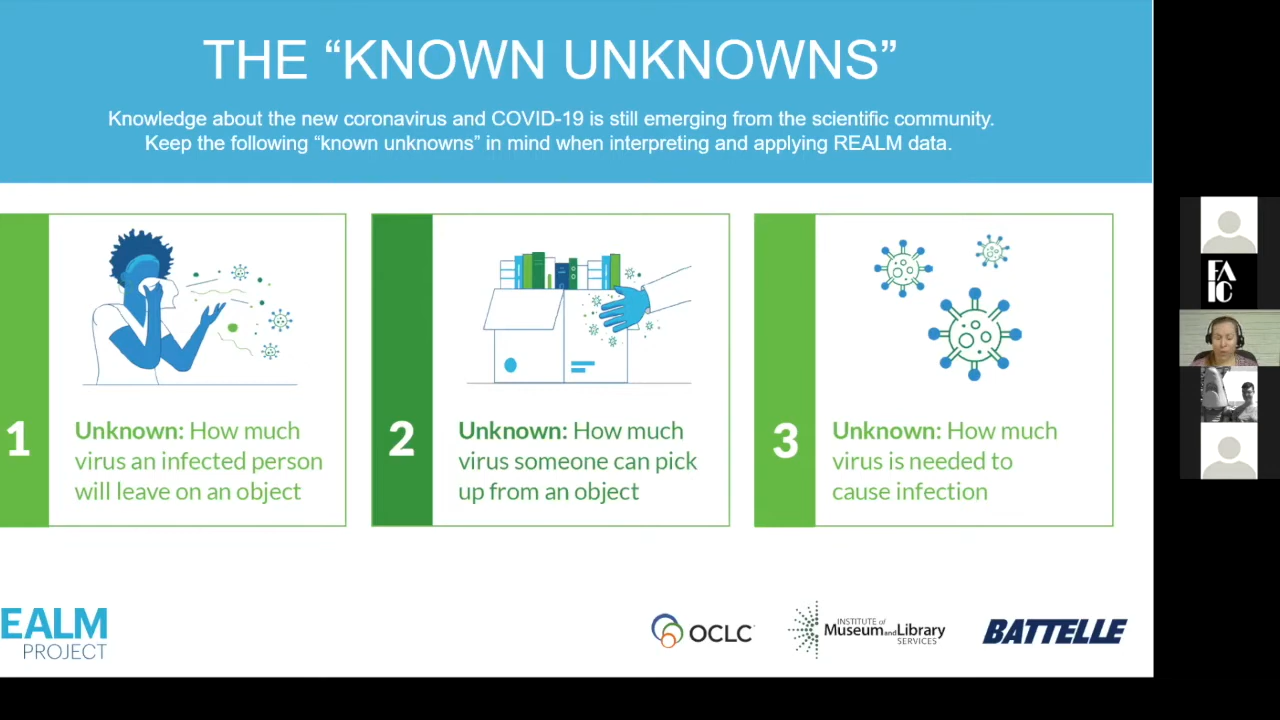 THE “KNOWN UNKNOWNS”
Knowledge about the new coronavirus and COVID-19 is still emerging from the scientific community.
Keep the following “known unknowns” in mind when interpreting and applying REALM data.
1
Unknown: How much
virus an infected person
will leave on an object
2
Unknown: How much
virus someone can pick
up from an object
3
Unknown: How much
virus is needed to
cause infection
EALM
PROJECT
OCLC
INSTITUTE of
Museum and Library
SERVICES
BATTELLE
FA
IC